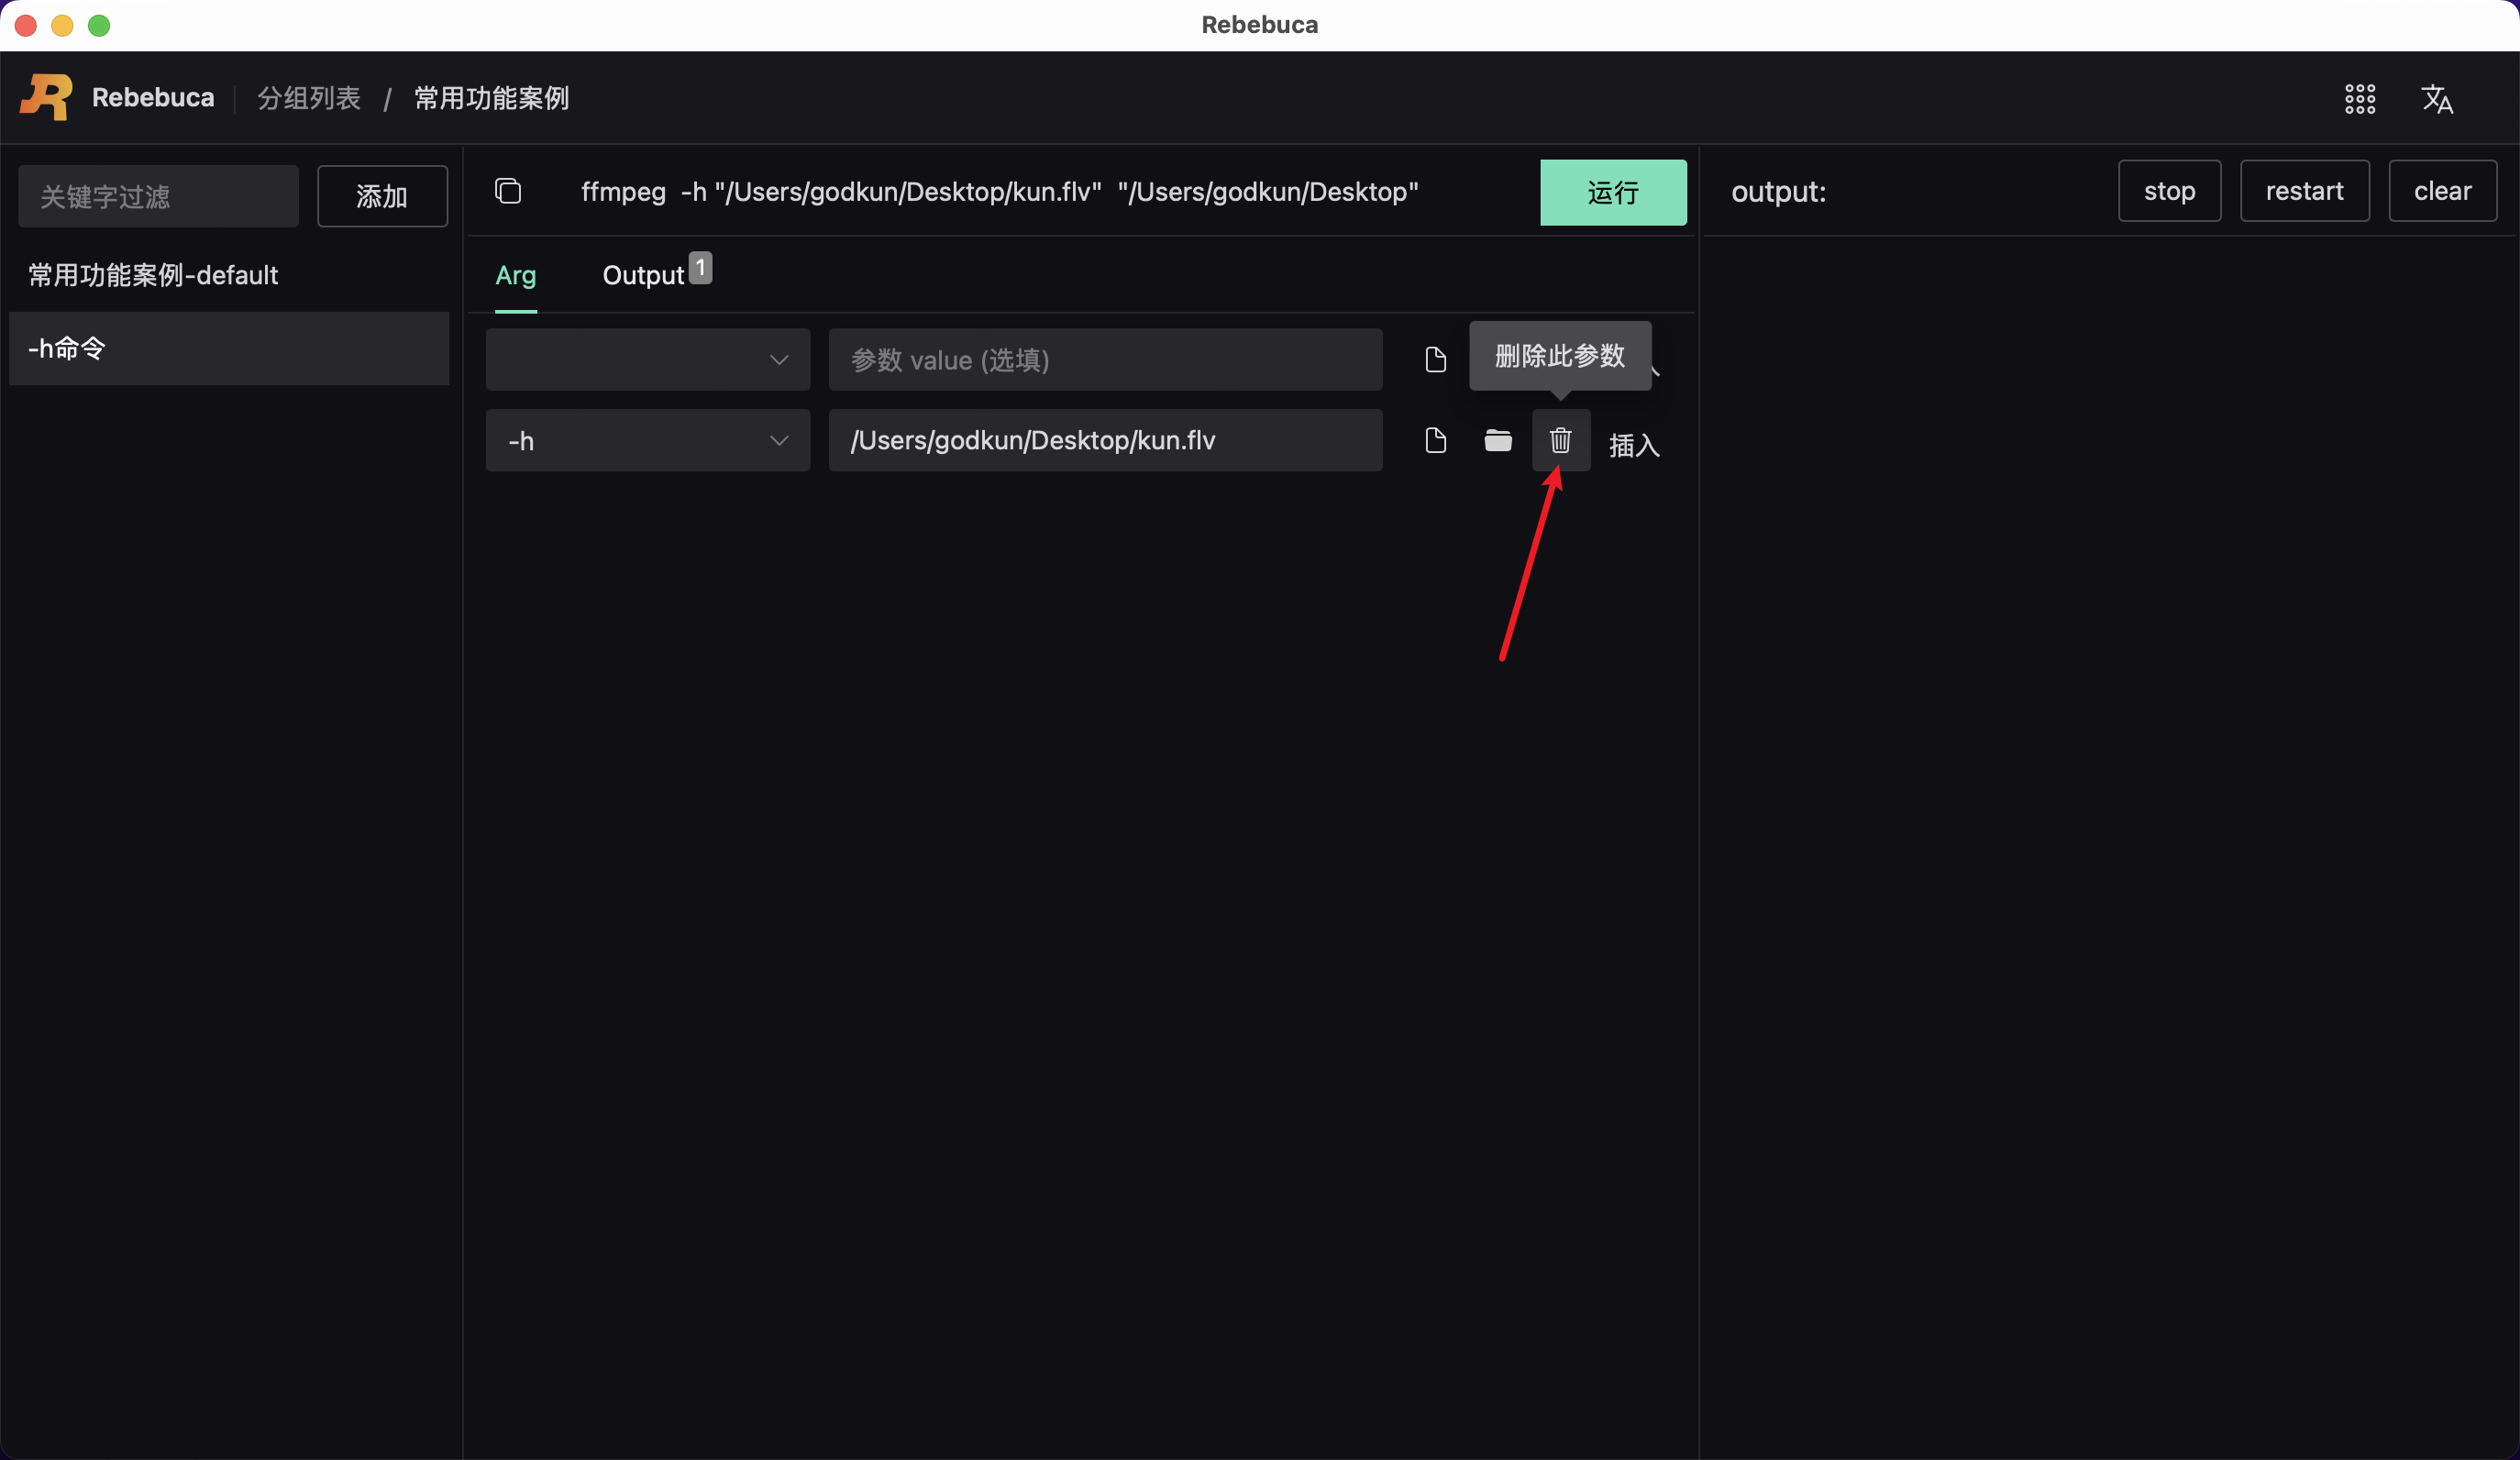 Rebebuca
Rebebuca 分组列表 / 常用功能案例
关键字过滤 添加
常用功能案例-default
-h命令
ffmpeg -h "/Users/godkun/Desktop/kun.flv" "/Users/godkun/Desktop" 运行
Arg Output 1
参数 value (选填) 删除此参数
-h /Users/godkun/Desktop/kun.flv 插入
output: stop restart clear